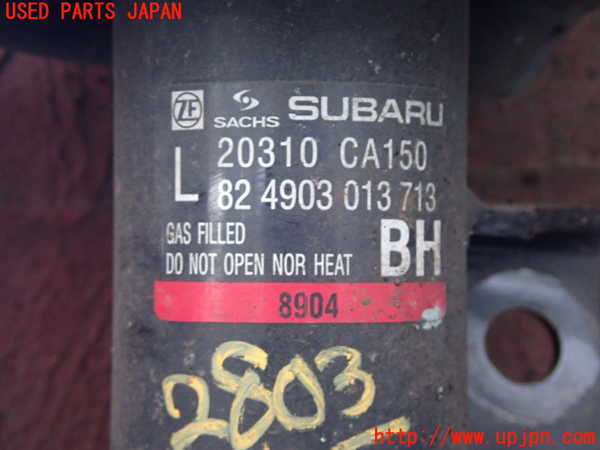 USED PARTS JAPAN
ZF SACHS SUBARU
L 20310 CA150
82 4903 013 713
GAS FILLED
DO NOT OPEN NOR HEAT BH
8904
2803
http://www.upjpn.com/